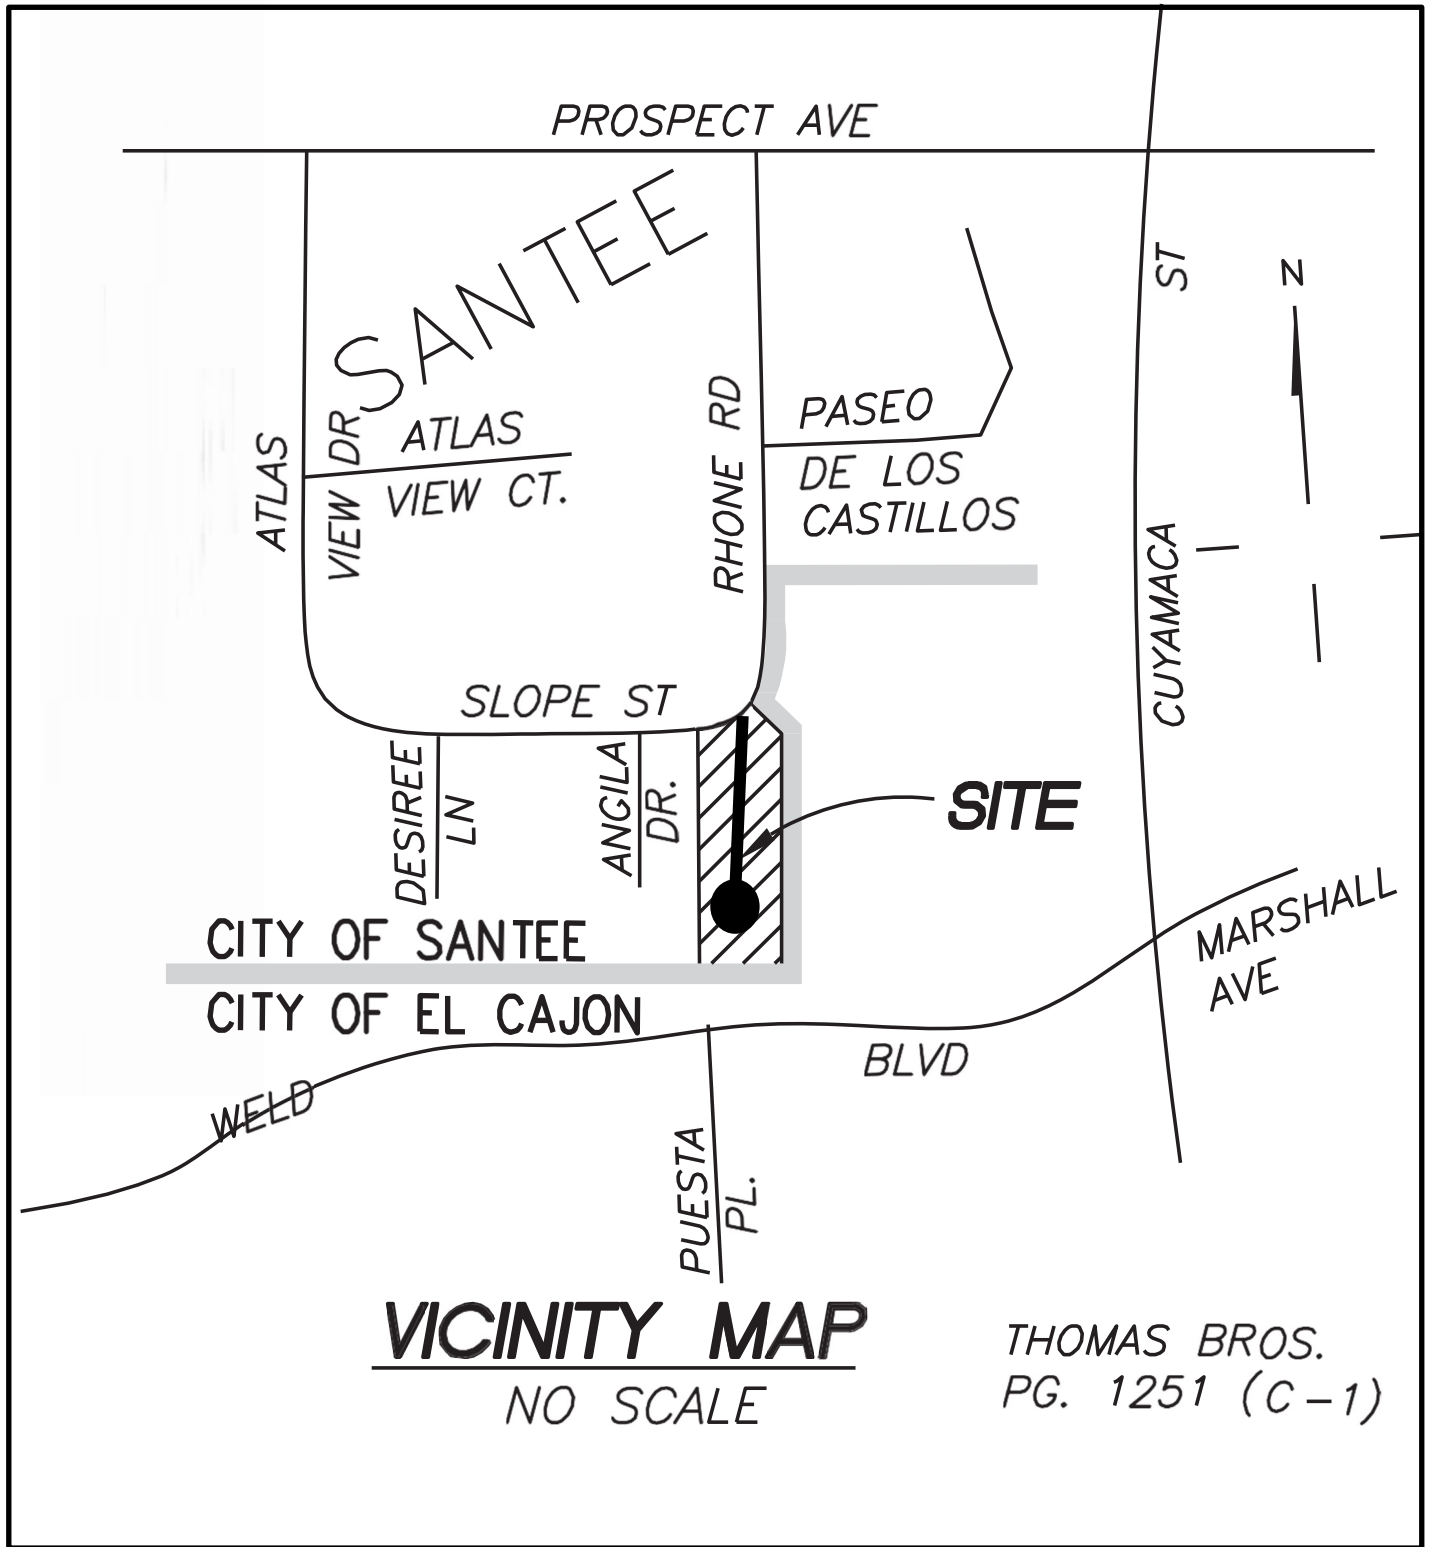 PROSPECT AVE
SANTEE
ST
N
ATLAS
VIEW DR
ATLAS
VIEW CT.
RHONE RD
PASEO
DE LOS
CASTILLOS
CUYAMACA
SLOPE ST
DESIREE
LN
ANGILA
DR.
SITE
MARSHALL
AVE
CITY OF SANTEE
CITY OF EL CAJON
WELD
BLVD
PUESTA
PL.
VICINITY MAP
NO SCALE
THOMAS BROS.
PG. 1251 (C-1)